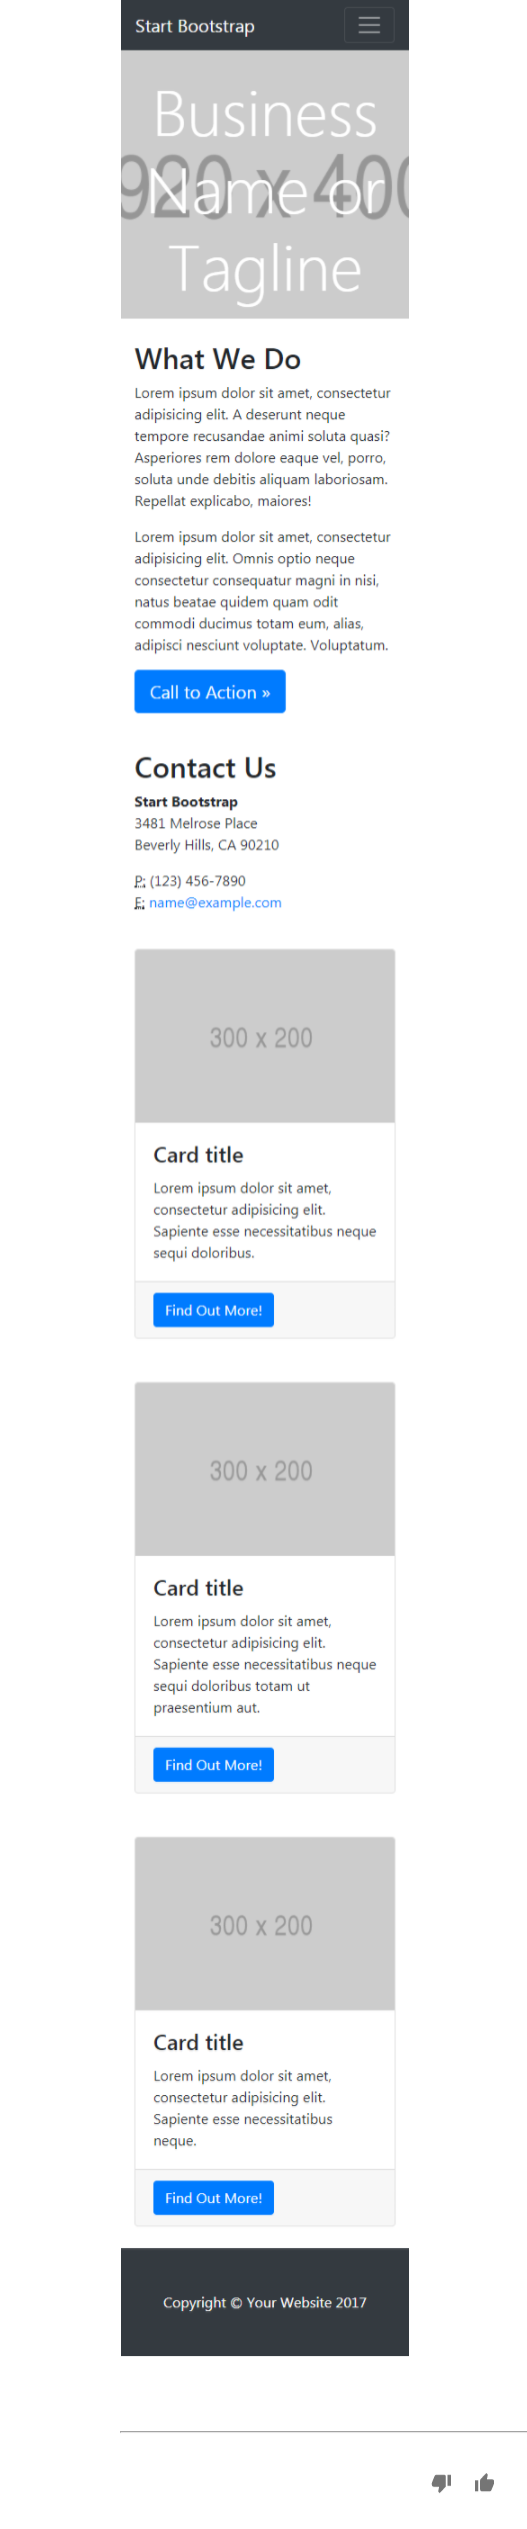 Start Bootstrap
920 x 400
Business
Name or
Tagline
What We Do
Lorem ipsum dolor sit amet, consectetur
adipisicing elit. A deserunt neque
tempore recusandae animi soluta quasi?
Asperiores rem dolore eaque vel, porro,
soluta unde debitis aliquam laboriosam.
Repellat explicabo, maiores!
Lorem ipsum dolor sit amet, consectetur
adipisicing elit. Omnis optio neque
consectetur consequatur magni in nisi,
natus beatae quidem quam odit
commodi ducimus totam eum, alias,
adipisci nesciunt voluptate. Voluptatum.
Call to Action »
Contact Us
Start Bootstrap
3481 Melrose Place
Beverly Hills, CA 90210
P: (123) 456-7890
E: name@example.com
300 x 200
Card title
Lorem ipsum dolor sit amet,
consectetur adipisicing elit.
Sapiente esse necessitatibus neque
sequi doloribus.
Find Out More!
300 x 200
Card title
Lorem ipsum dolor sit amet,
consectetur adipisicing elit.
Sapiente esse necessitatibus neque
sequi doloribus totam ut
praesentium aut.
Find Out More!
300 x 200
Card title
Lorem ipsum dolor sit amet,
consectetur adipisicing elit.
Sapiente esse necessitatibus
neque.
Find Out More!
Copyright © Your Website 2017